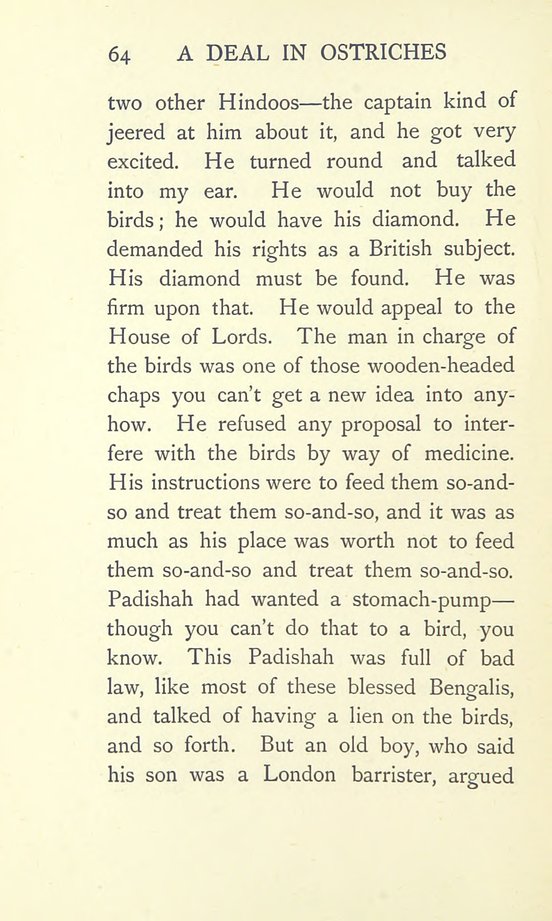 64 A DEAL IN OSTRICHES
two other Hindoos—the captain kind of
jeered at him about it, and he got very
excited. He turned round and talked
into my ear. He would not buy the
birds; he would have his diamond. He
demanded his rights as a British subject.
His diamond must be found. He was
firm upon that. He would appeal to the
House of Lords. The man in charge of
the birds was one of those wooden-headed
chaps you can't get a new idea into any-
how. He refused any proposal to inter-
fere with the birds by way of medicine.
His instructions were to feed them so-and-
so and treat them so-and-so, and it was as
much as his place was worth not to feed
them so-and-so and treat them so-and-so.
Padishah had wanted a stomach-pump—
though you can't do that to a bird, you
know. This Padishah was full of bad
law, like most of these blessed Bengalis,
and talked of having a lien on the birds,
and so forth. But an old boy, who said
his son was a London barrister, argued